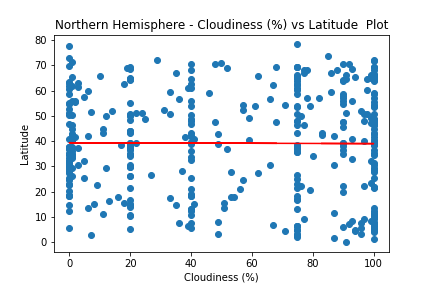 Northern Hemisphere - Cloudiness (%) vs Latitude  Plot
80
70
60
50
40
30
20
10
0
Latitude
0 20 40 60 80 100
Cloudiness (%)